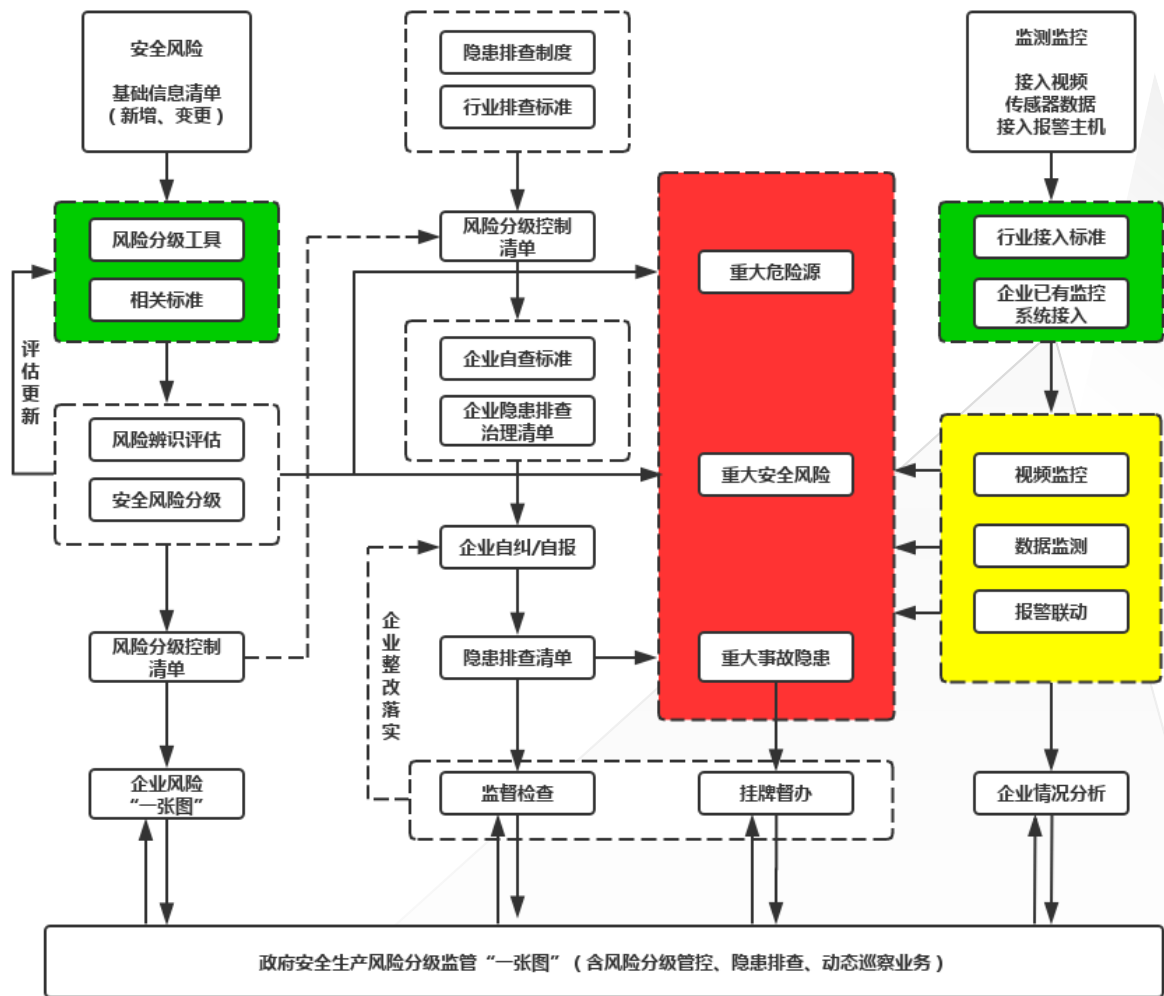 安全风险
基础信息清单
（新增、变更）
风险分级工具
相关标准
评估更新
风险辨识评估
安全风险分级
风险分级控制
清单
企业风险
“一张图”
隐患排查制度
行业排查标准
风险分级控制
清单
企业自查标准
企业隐患排查
治理清单
企业自纠/自报
企业整改落实
隐患排查清单
监督检查
重大危险源
重大安全风险
重大事故隐患
挂牌督办
监测监控
接入视频
传感器数据
接入报警主机
行业接入标准
企业已有监控
系统接入
视频监控
数据监测
报警联动
企业情况分析
政府安全生产风险分级监管“一张图”（含风险分级管控、隐患排查、动态巡察业务）